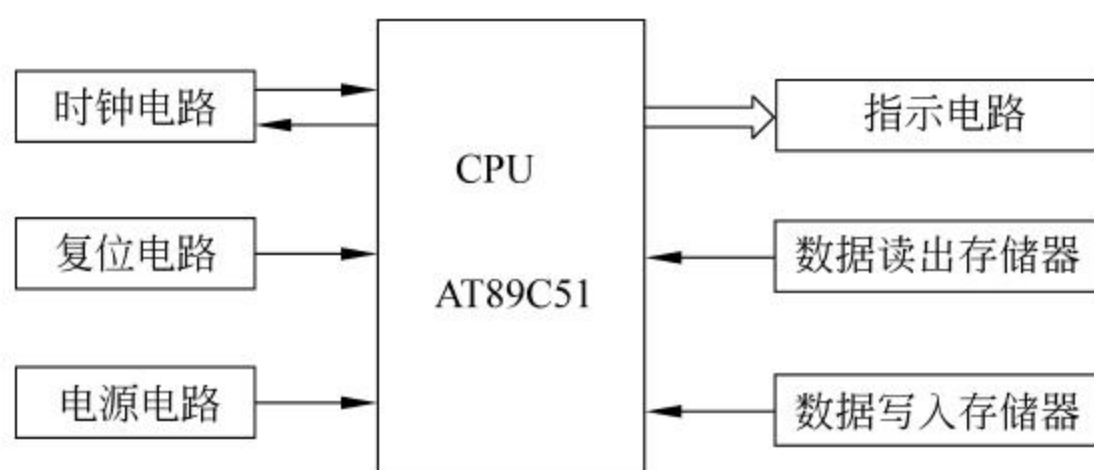 时钟电路
复位电路
电源电路
CPU
AT89C51
指示电路
数据读出存储器
数据写入存储器